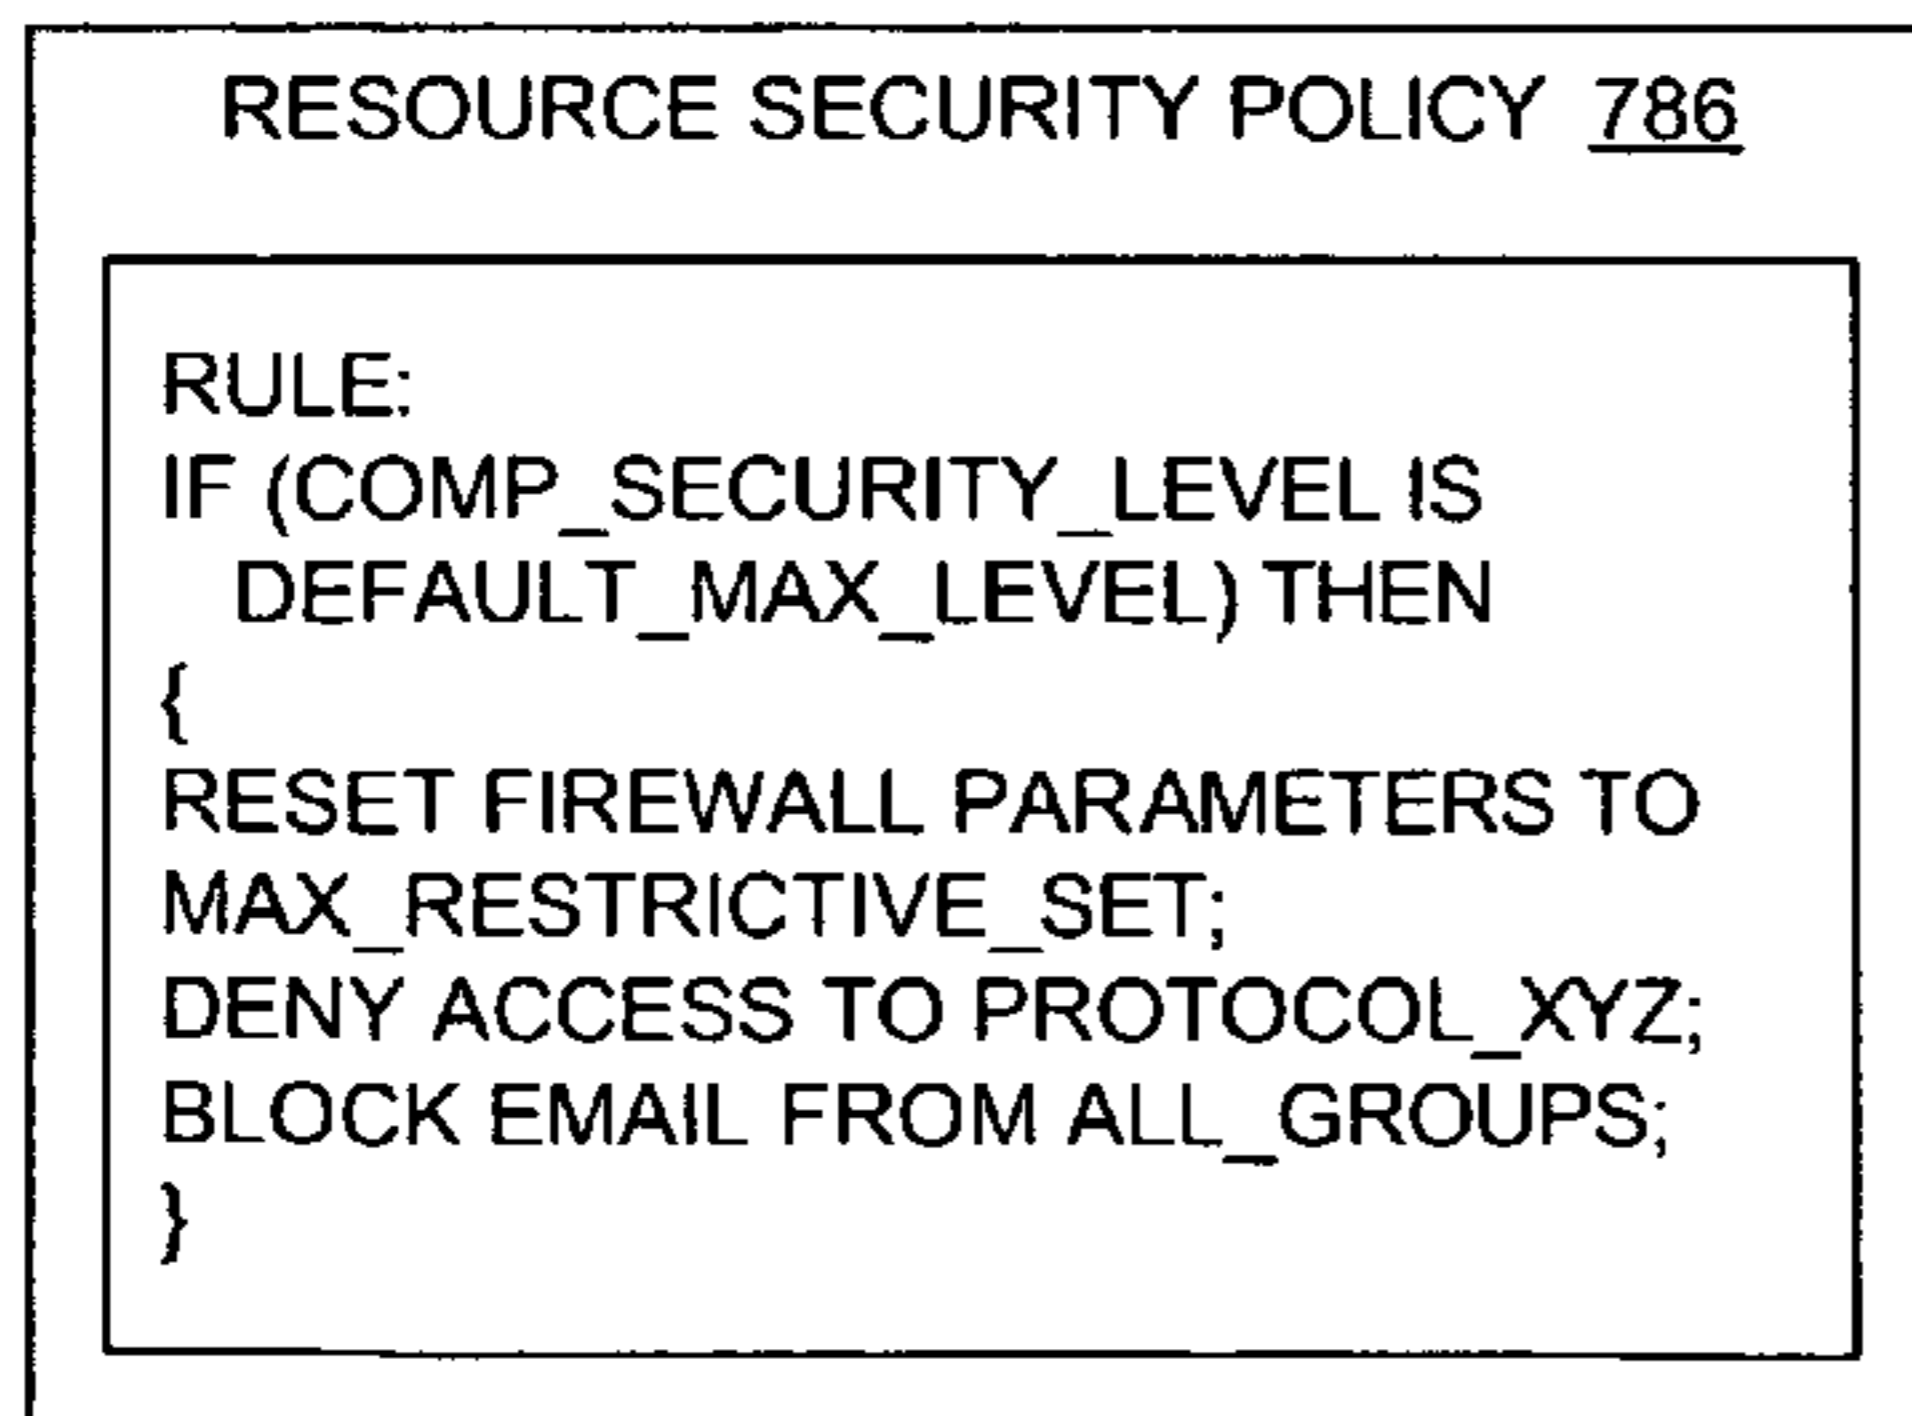 RESOURCE SECURITY POLICY 786
RULE:
IF (COMP_SECURITY_LEVEL IS
DEFAULT_MAX_LEVEL) THEN
{
RESET FIREWALL PARAMETERS TO
MAX_RESTRICTIVE_SET;
DENY ACCESS TO PROTOCOL_XYZ;
BLOCK EMAIL FROM ALL_GROUPS;
}